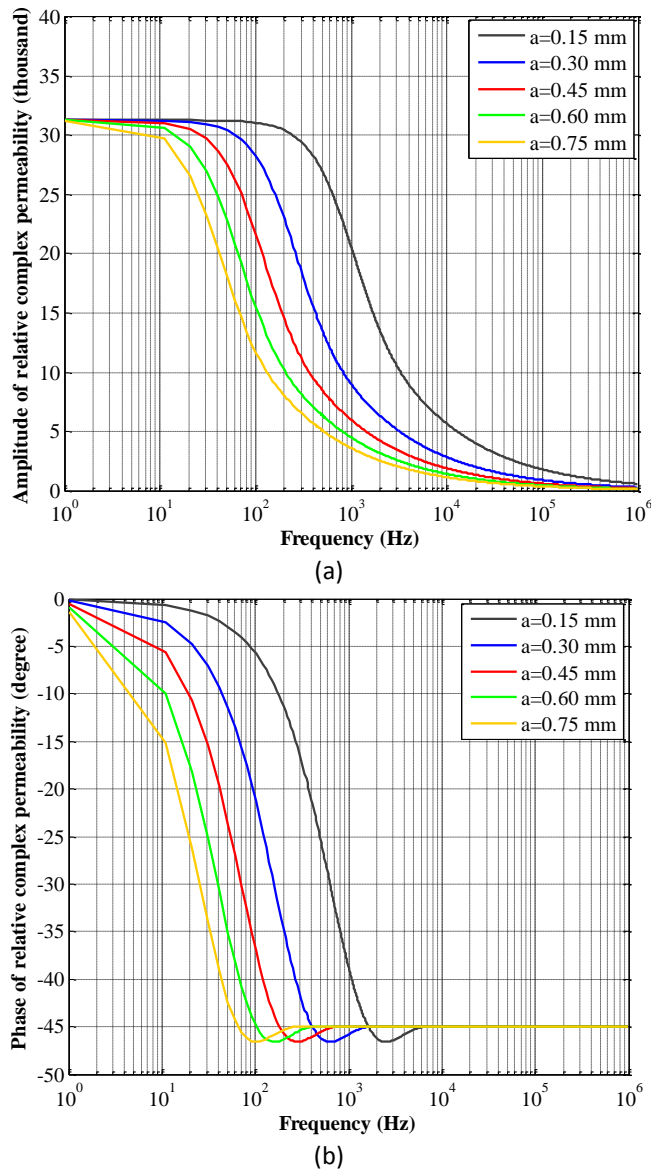 Amplitude of relative complex permeability (thousand)
40
35
30
25
20
15
10
5
0
a=0.15 mm
a=0.30 mm
a=0.45 mm
a=0.60 mm
a=0.75 mm
10^0 10^1 10^2 10^3 10^4 10^5 10^6
Frequency (Hz)
(a)
Phase of relative complex permeability (degree)
0
-5
-10
-15
-20
-25
-30
-35
-40
-45
-50
a=0.15 mm
a=0.30 mm
a=0.45 mm
a=0.60 mm
a=0.75 mm
10^0 10^1 10^2 10^3 10^4 10^5 10^6
Frequency (Hz)
(b)